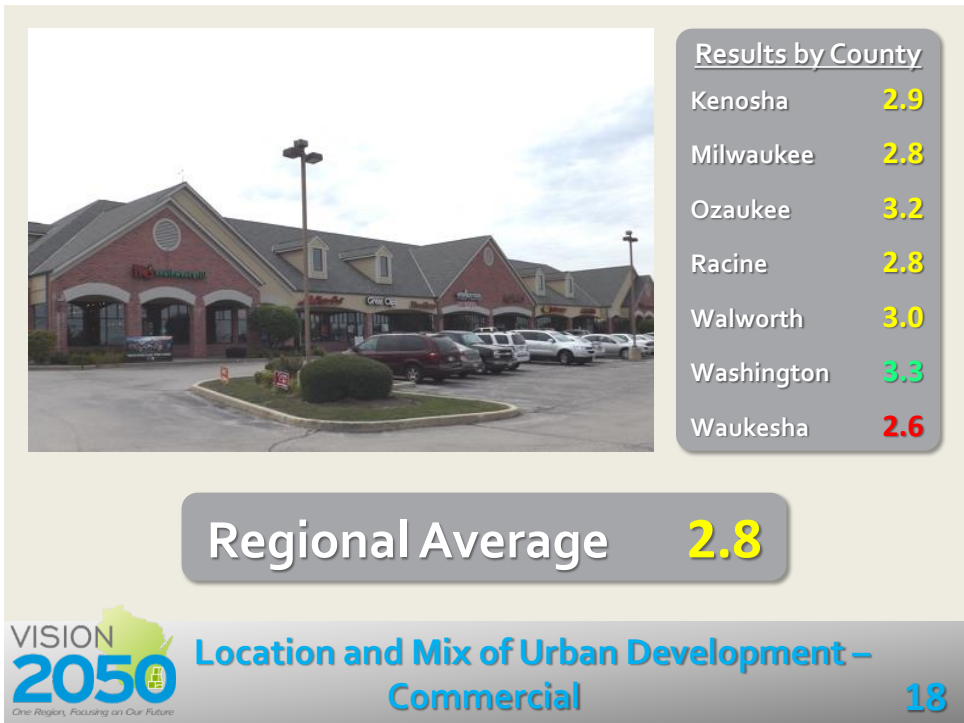 Results by County
Kenosha 2.9
Milwaukee 2.8
Ozaukee 3.2
Racine 2.8
Walworth 3.0
Washington 3.3
Waukesha 2.6
Great Clips
Regional Average 2.8
VISION
2050
One Region, Focusing on Our Future
Location and Mix of Urban Development –
Commercial
18